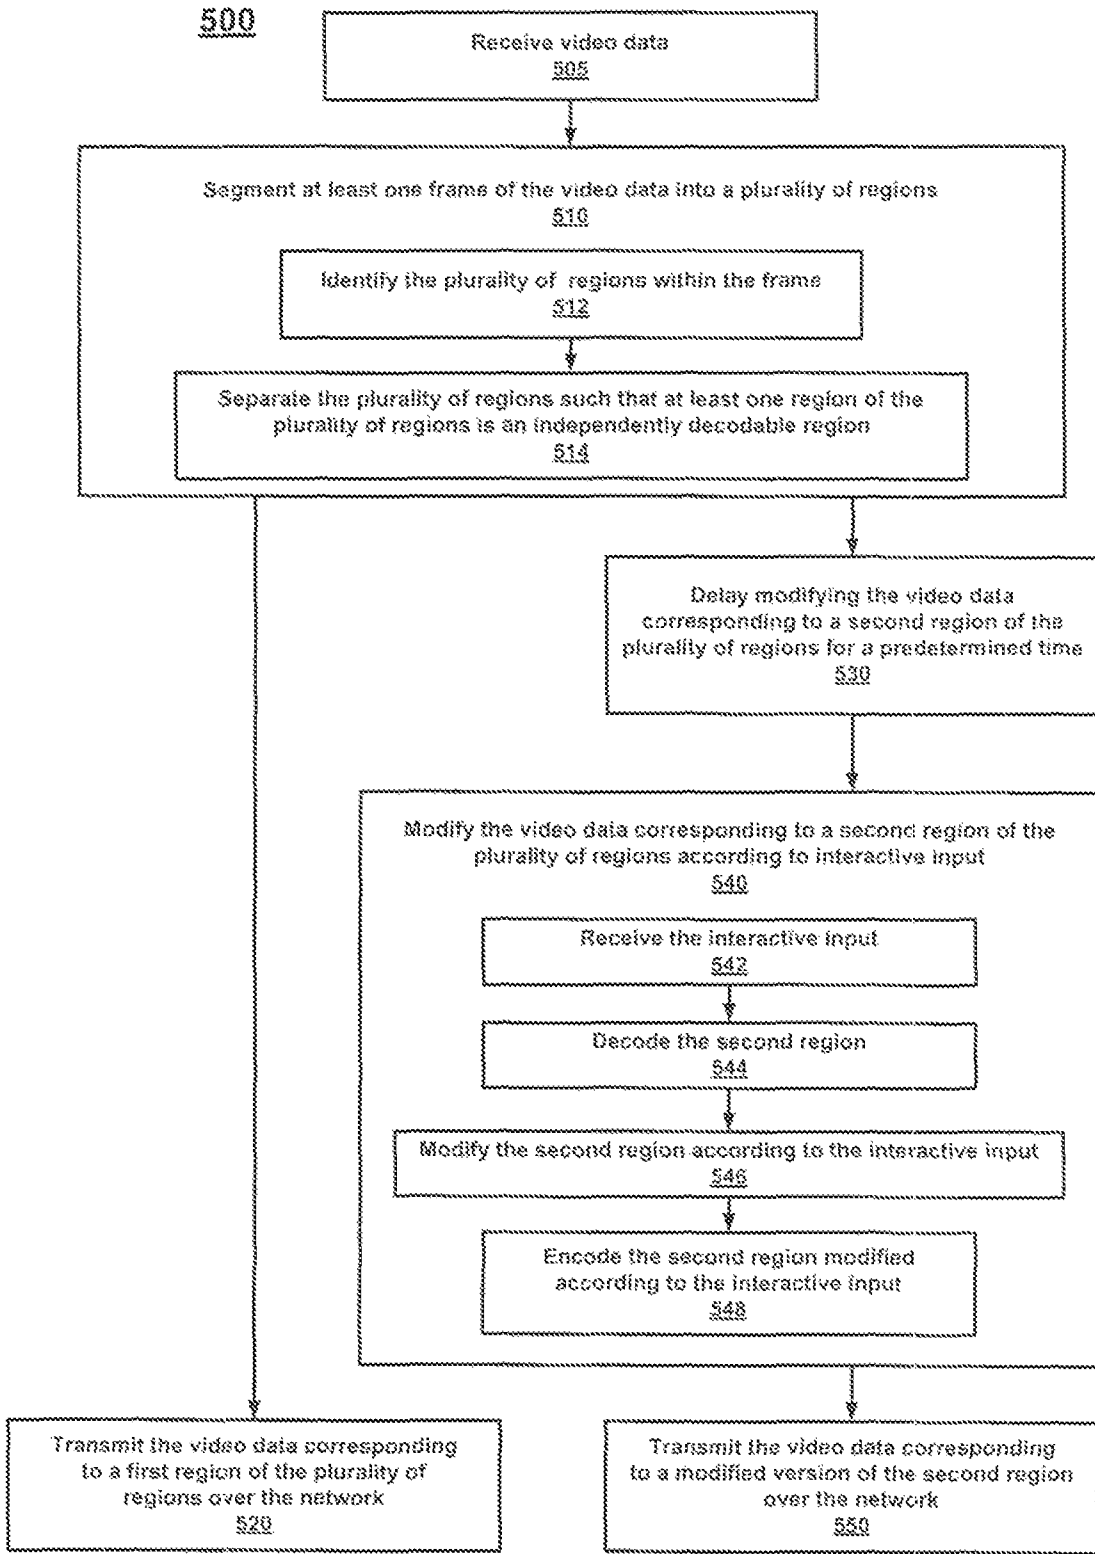 500
Receive video data
505
Segment at least one frame of the video data into a plurality of regions
510
Identify the plurality of regions within the frame
512
Separate the plurality of regions such that at least one region of the
plurality of regions is an independently decodable region
514
Delay modifying the video data
corresponding to a second region of the
plurality of regions for a predetermined time
530
Modify the video data corresponding to a second region of the
plurality of regions according to interactive input
540
Receive the interactive input
542
Decode the second region
544
Modify the second region according to the interactive input
546
Encode the second region modified
according to the interactive input
548
Transmit the video data corresponding
to a first region of the plurality of
regions over the network
520
Transmit the video data corresponding
to a modified version of the second region
over the network
550